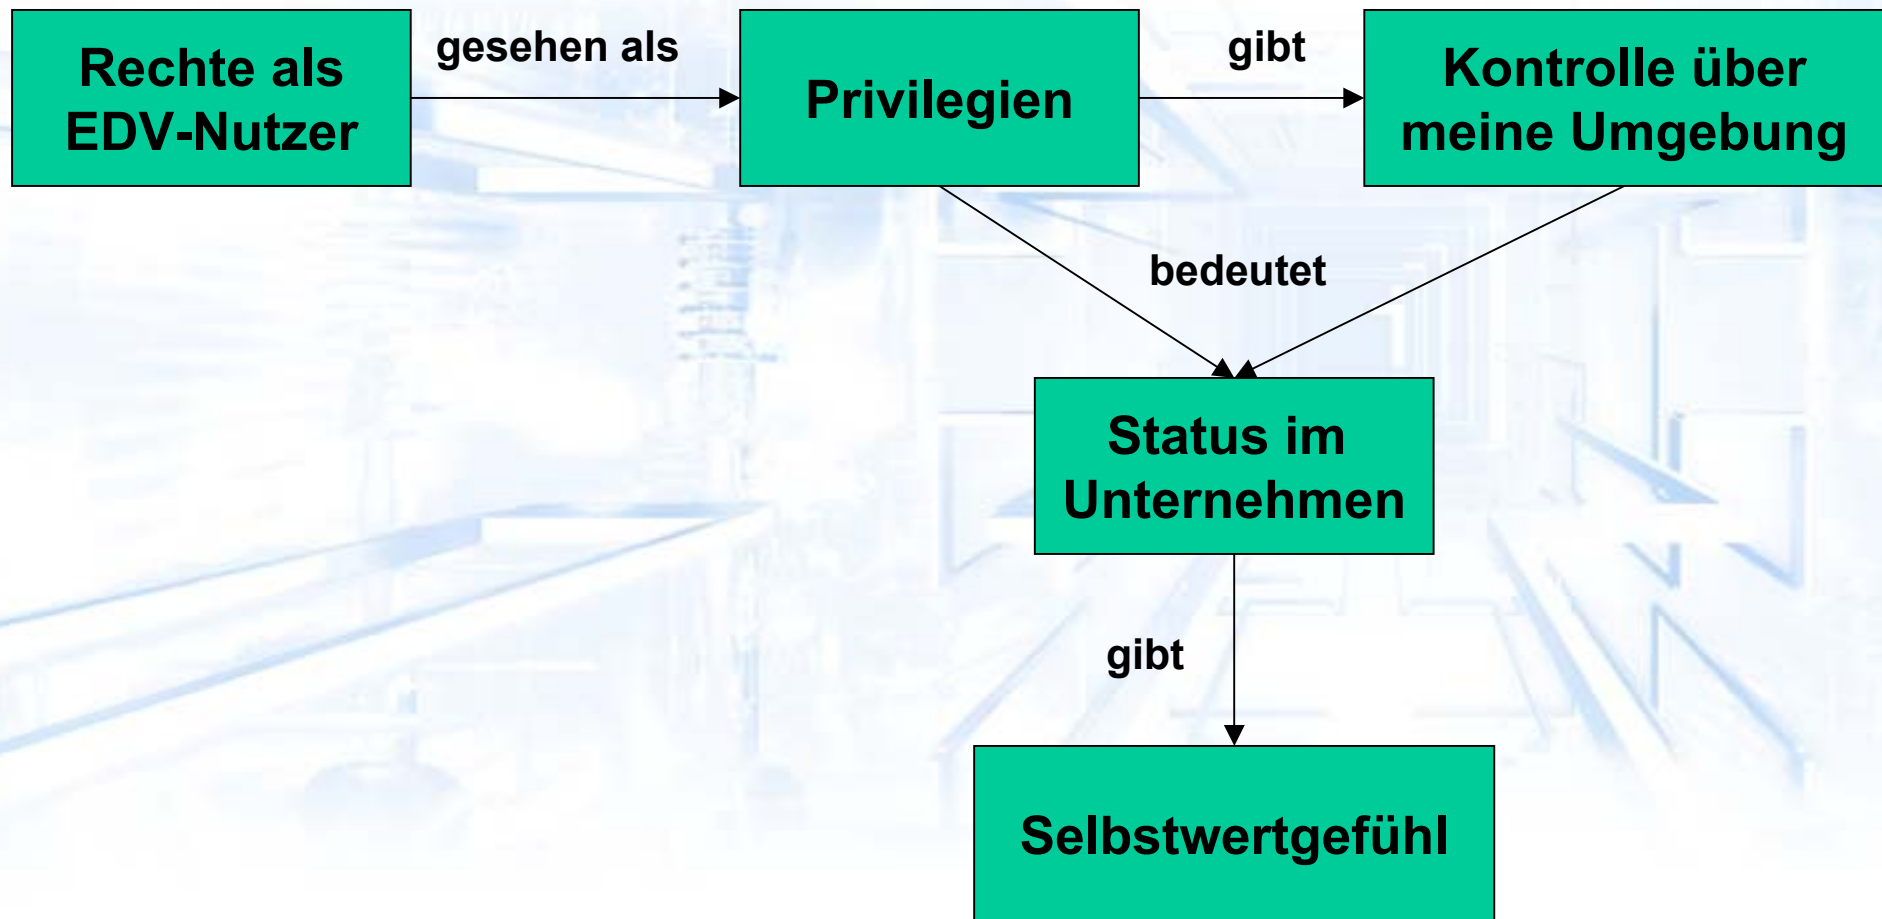 Rechte als
EDV-Nutzer
gesehen als
Privilegien
gibt
Kontrolle über
meine Umgebung
bedeutet
Status im
Unternehmen
gibt
Selbstwertgefühl